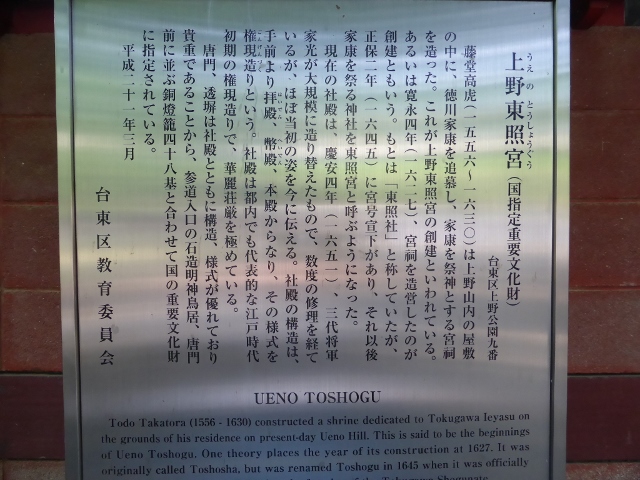 上野東照宮（国指定重要文化財）
うえ の とうしょうぐう
台東区上野公園九番
藤堂高虎（一五五六〜一六三〇）は上野山内の屋敷
の中に、徳川家康を追慕し、家康を祭神とする宮祠
を造った。これが上野東照宮の創建といわれている。
あるいは寛永四年（一六二七）、宮祠を造営したのが
創建ともいう。もとは「東照社」と称していたが、
正保二年（一六四五）に宮号宣下があり、それ以後
家康を祭る神社を東照宮と呼ぶようになった。
現在の社殿は、慶安四年（一六五一）、三代将軍
家光が大規模に造り替えたもので、数度の修理を経て
いるが、ほぼ当初の姿を今に伝える。社殿の構造は、
手前より拝殿、幣殿、本殿からなり、その様式を
権現造りという。社殿は都内でも代表的な江戸時代
初期の権現造りで、華麗荘厳を極めている。
唐門、透塀は社殿とともに構造、様式が優れており
貴重であることから、参道入口の石造明神鳥居、唐門
前に並ぶ銅燈籠四十八基と合わせて国の重要文化財
に指定されている。
平成二十一年三月
台東区教育委員会
UENO TOSHOGU
Todo Takatora (1556 - 1630) constructed a shrine dedicated to Tokugawa Ieyasu on
the grounds of his residence on present-day Ueno Hill. This is said to be the beginnings
of Ueno Toshogu. One theory places the year of its construction at 1627. It was
originally called Toshosha, but was renamed Toshogu in 1645 when it was officially